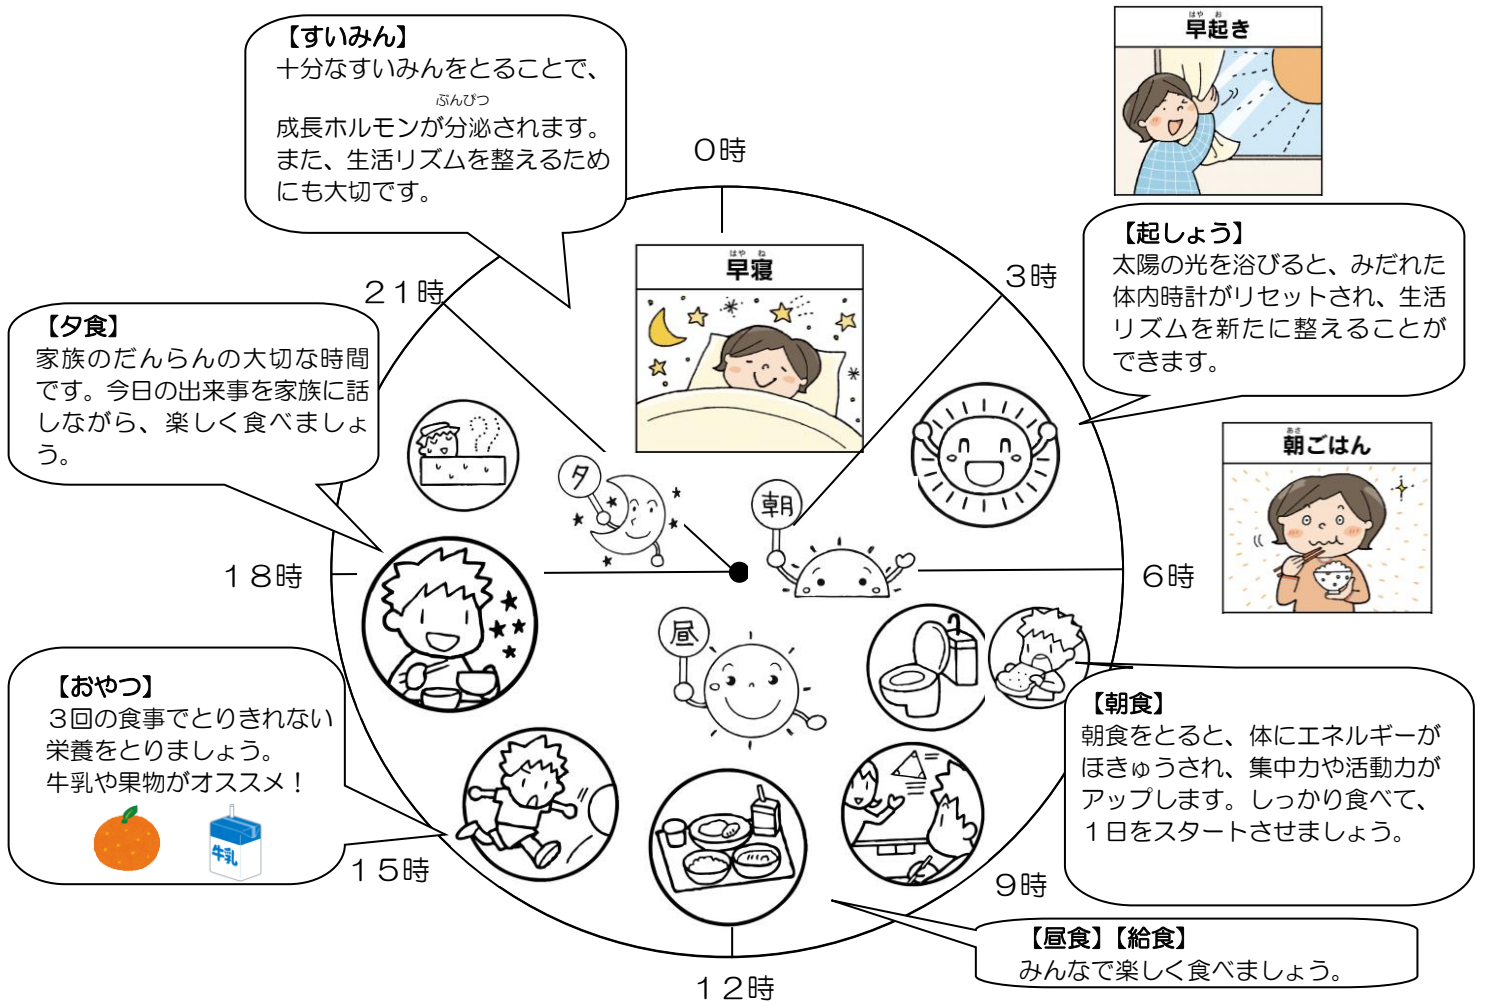 【すいみん】
十分なすいみんをとることで、
ぶんぴつ
成長ホルモンが分泌されます。
また、生活リズムを整えるため
にも大切です。
はや お
早起き
0時
はや ね
早寝
3時
【起しょう】
太陽の光を浴びると、みだれた
体内時計がリセットされ、生活
リズムを新たに整えることが
できます。
21時
【夕食】
家族のだんらんの大切な時間
です。今日の出来事を家族に話
しながら、楽しく食べましょ
う。
夕
朝
あさ
朝ごはん
18時
6時
昼
【おやつ】
3回の食事でとりきれない
栄養をとりましょう。
牛乳や果物がオススメ!
牛乳
15時
【朝食】
朝食をとると、体にエネルギーが
ほきゅうされ、集中力や活動力が
アップします。しっかり食べて、
1日をスタートさせましょう。
9時
【昼食】【給食】
みんなで楽しく食べましょう。
12時